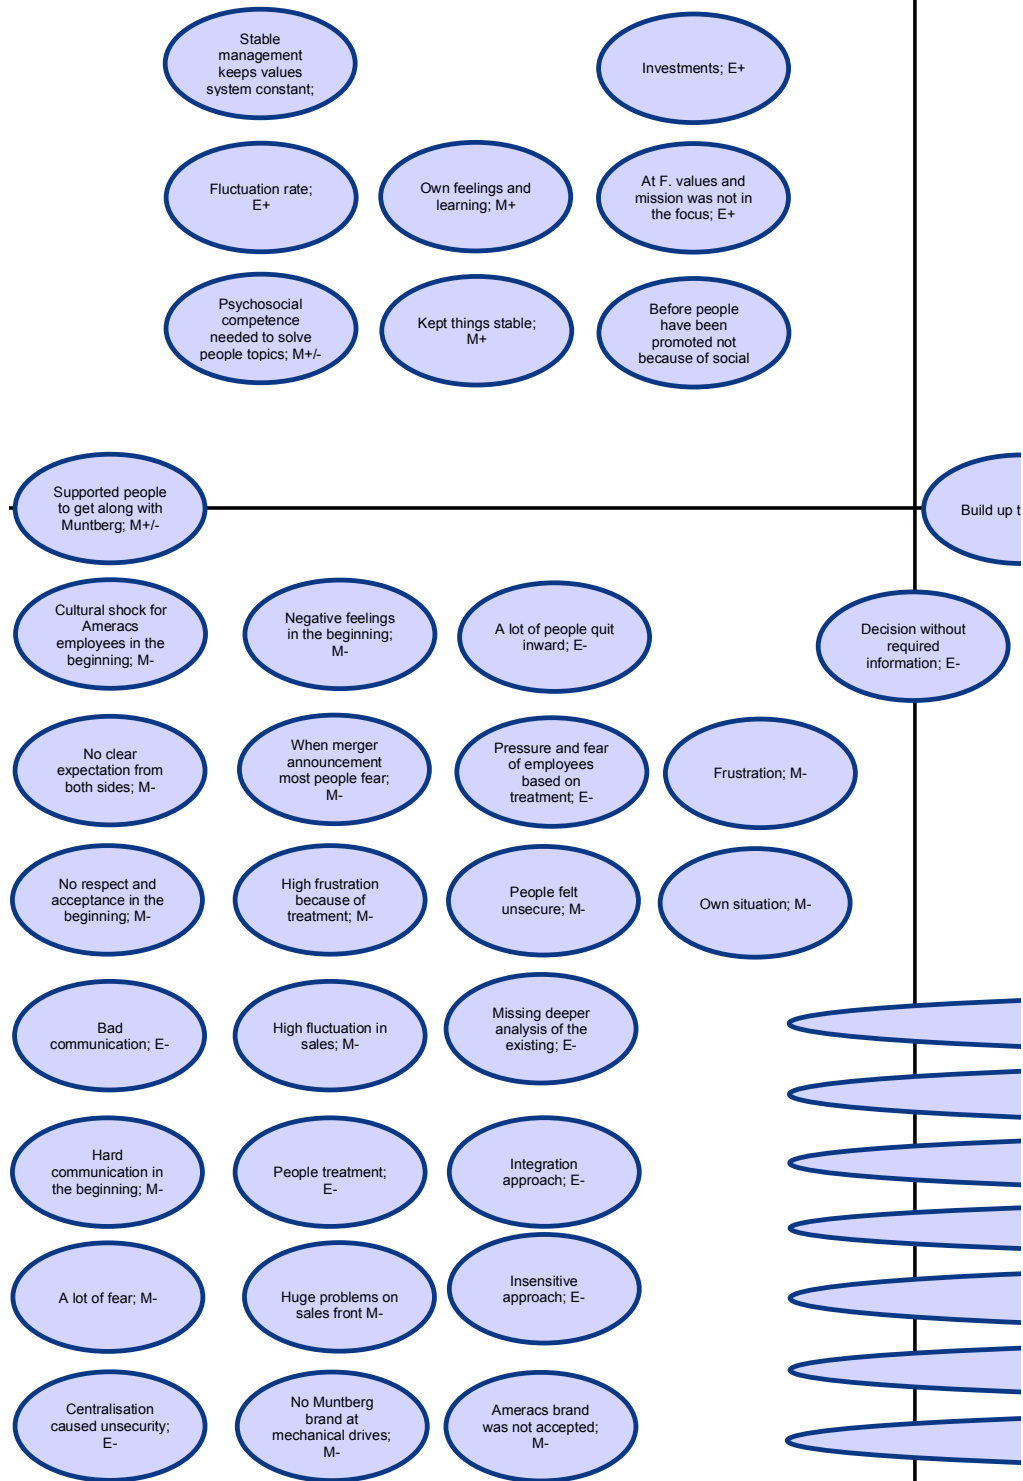 Stable
management
keeps values
system constant;
Investments; E+
Fluctuation rate;
E+
Own feelings and
learning; M+
At F. values and
mission was not in
the focus; E+
Psychosocial
competence
needed to solve
people topics; M+/-
Kept things stable;
M+
Before people
have been
promoted not
because of social
Supported people
to get along with
Muntberg; M+/-
Build up t
Cultural shock for
Ameracs
employees in the
beginning; M-
Negative feelings
in the beginning;
M-
A lot of people quit
inward; E-
Decision without
required
information; E-
No clear
expectation from
both sides; M-
When merger
announcement
most people fear;
M-
Pressure and fear
of employees
based on
treatment; E-
Frustration; M-
No respect and
acceptance in the
beginning; M-
High frustration
because of
treatment; M-
People felt
unsecure; M-
Own situation; M-
Bad
communication; E-
High fluctuation in
sales; M-
Missing deeper
analysis of the
existing; E-
Hard
communication in
the beginning; M-
People treatment;
E-
Integration
approach; E-
A lot of fear; M-
Huge problems on
sales front M-
Insensitive
approach; E-
Centralisation
caused unsecurity;
E-
No Muntberg
brand at
mechanical drives;
M-
Ameracs brand
was not accepted;
M-